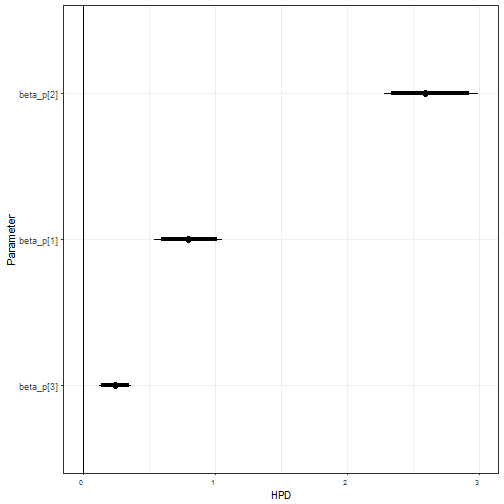 beta_p[2]
beta_p[1]
beta_p[3]
Parameter
0 1 2 3
HPD